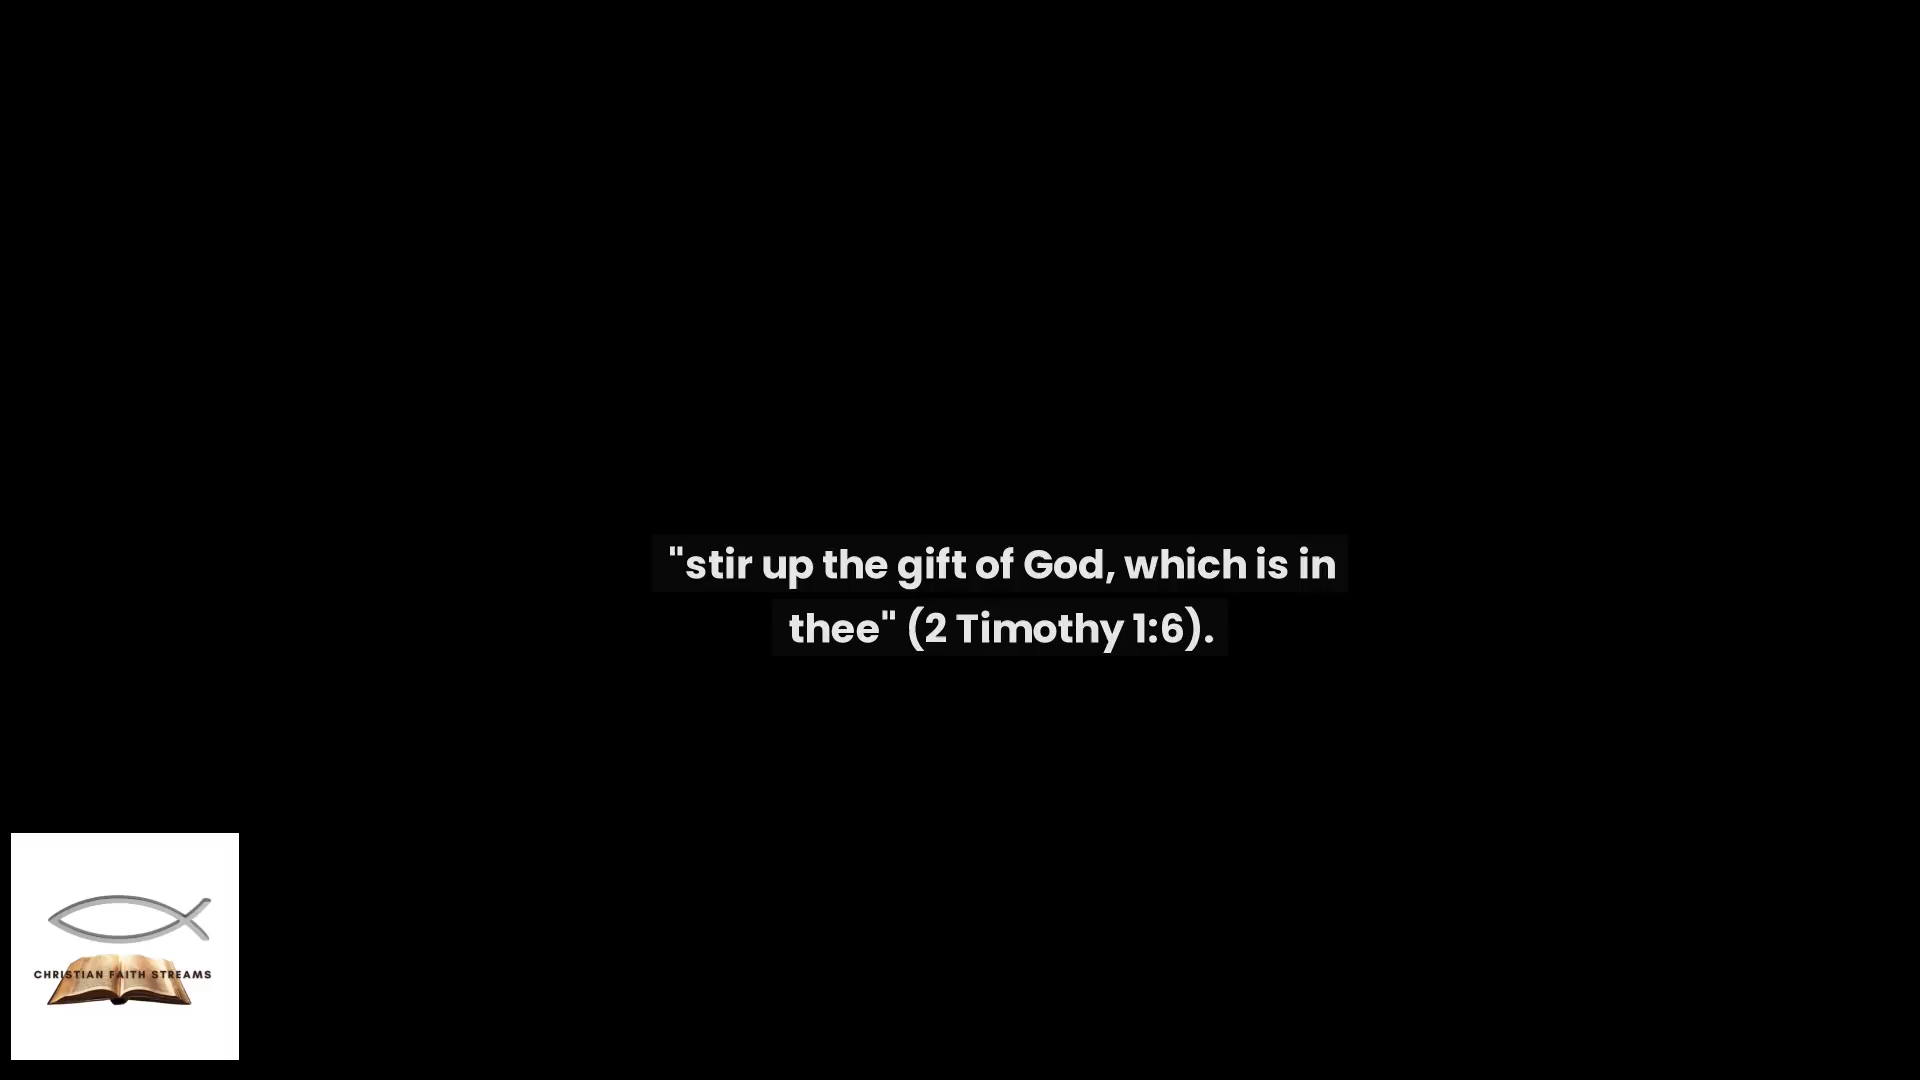 "stir up the gift of God, which is in
thee" (2 Timothy 1:6).
CHRISTIAN FAITH STREAMS